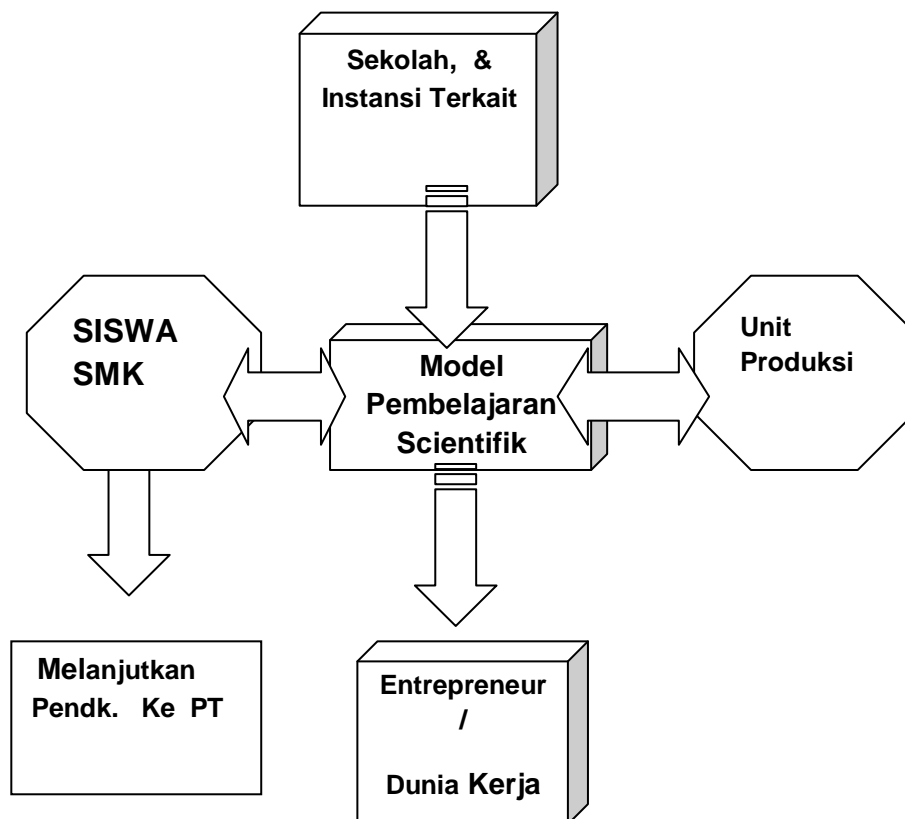 Sekolah, &
Instansi Terkait
SISWA
SMK
Model
Pembelajaran
Scientifik
Unit
Produksi
Melanjutkan
Pendk. Ke PT
Entrepreneur
/
Dunia Kerja